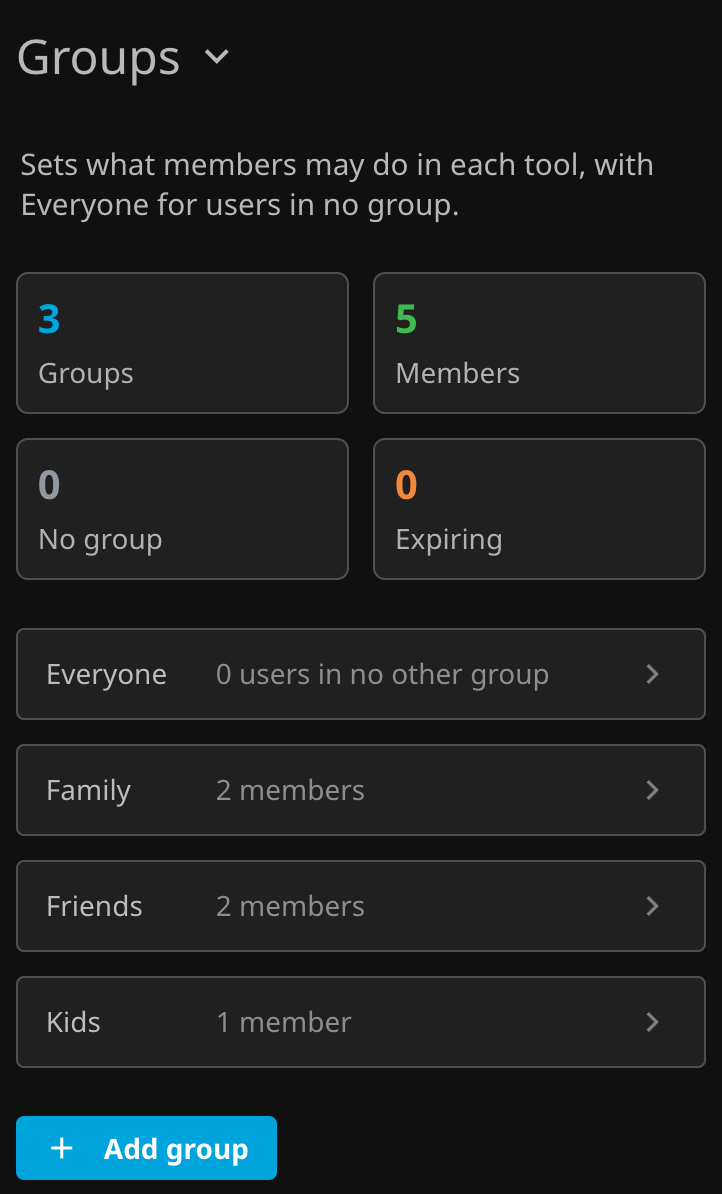 Groups
Sets what members may do in each tool, with
Everyone for users in no group.
3
Groups
5
Members
0
No group
0
Expiring
Everyone 0 users in no other group
Family 2 members
Friends 2 members
Kids 1 member
Add group